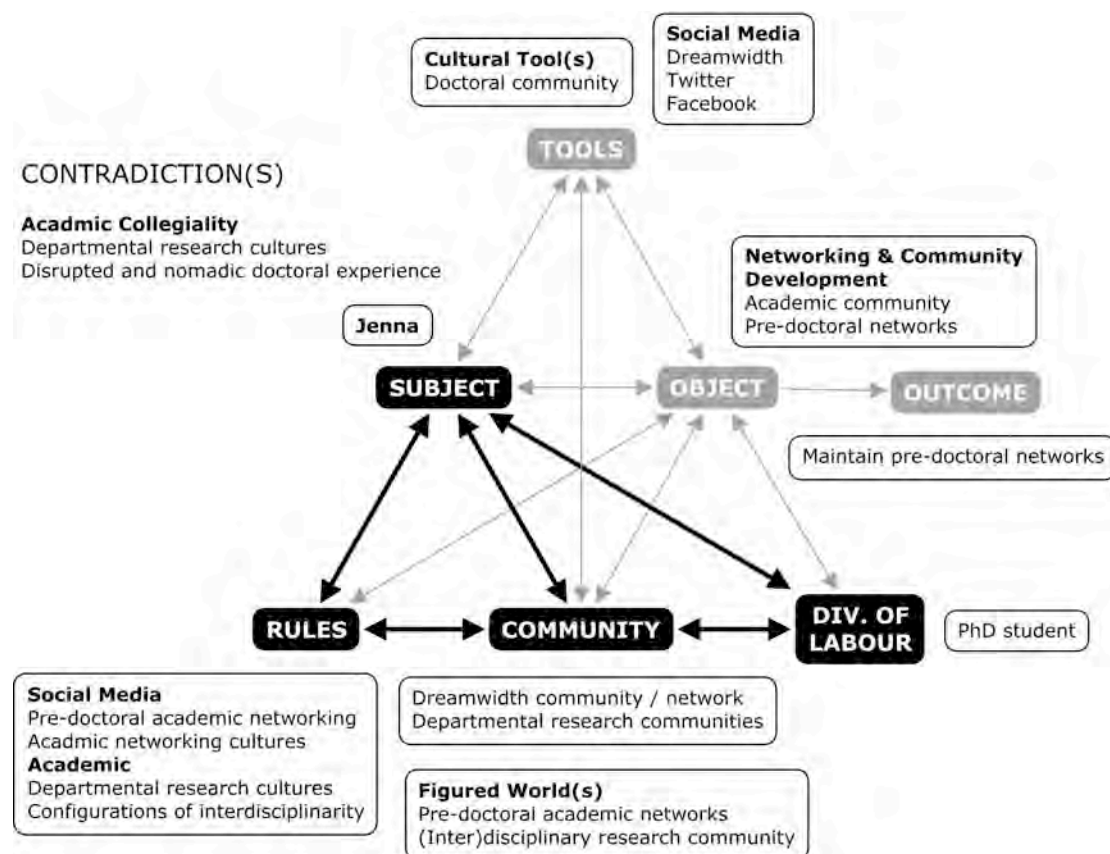 Cultural Tool(s)
Doctoral community
Social Media
Dreamwidth
Twitter
Facebook
TOOLS
CONTRADICTION(S)
Acadmic Collegiality
Departmental research cultures
Disrupted and nomadic doctoral experience
Networking & Community
Development
Academic community
Pre-doctoral networks
Jenna
SUBJECT
OBJECT
OUTCOME
Maintain pre-doctoral networks
RULES
COMMUNITY
DIV. OF
LABOUR
PhD student
Social Media
Pre-doctoral academic networking
Acadmic networking cultures
Academic
Departmental research cultures
Configurations of interdisciplinarity
Dreamwidth community / network
Departmental research communities
Figured World(s)
Pre-doctoral academic networks
(Inter)disciplinary research community